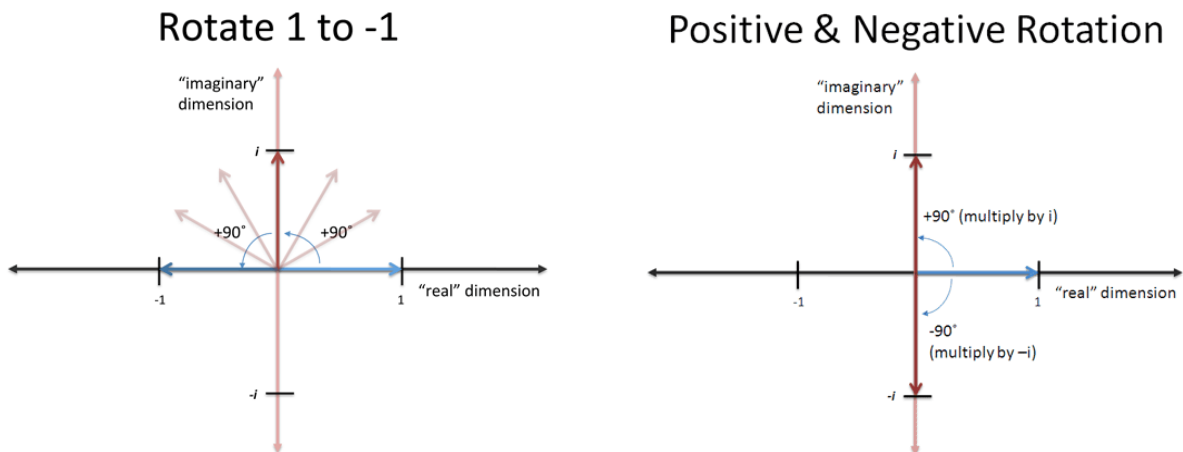 Rotate 1 to -1
“imaginary”
dimension
i
+90˚
+90˚
-1
1
“real” dimension
-i
Positive & Negative Rotation
“imaginary”
dimension
i
+90˚ (multiply by i)
-1
1
“real” dimension
-90˚
(multiply by –i)
-i